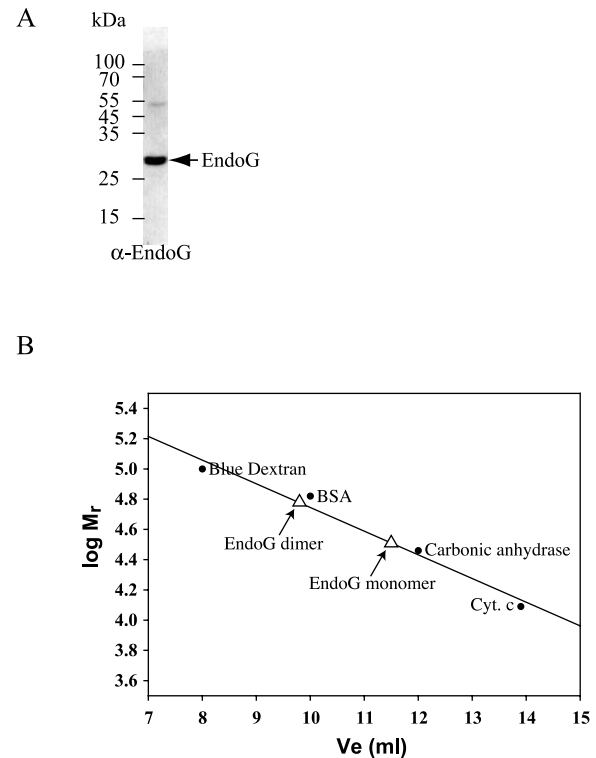 A
kDa
100
70
55
45
35
EndoG
25
15
α-EndoG
B
5.4
5.2
5.0
Blue Dextran
4.8
BSA
log Mr
4.6
EndoG dimer
4.4
Carbonic anhydrase
EndoG monomer
4.2
Cyt. c
4.0
3.8
3.6
7 8 9 10 11 12 13 14 15
Ve (ml)